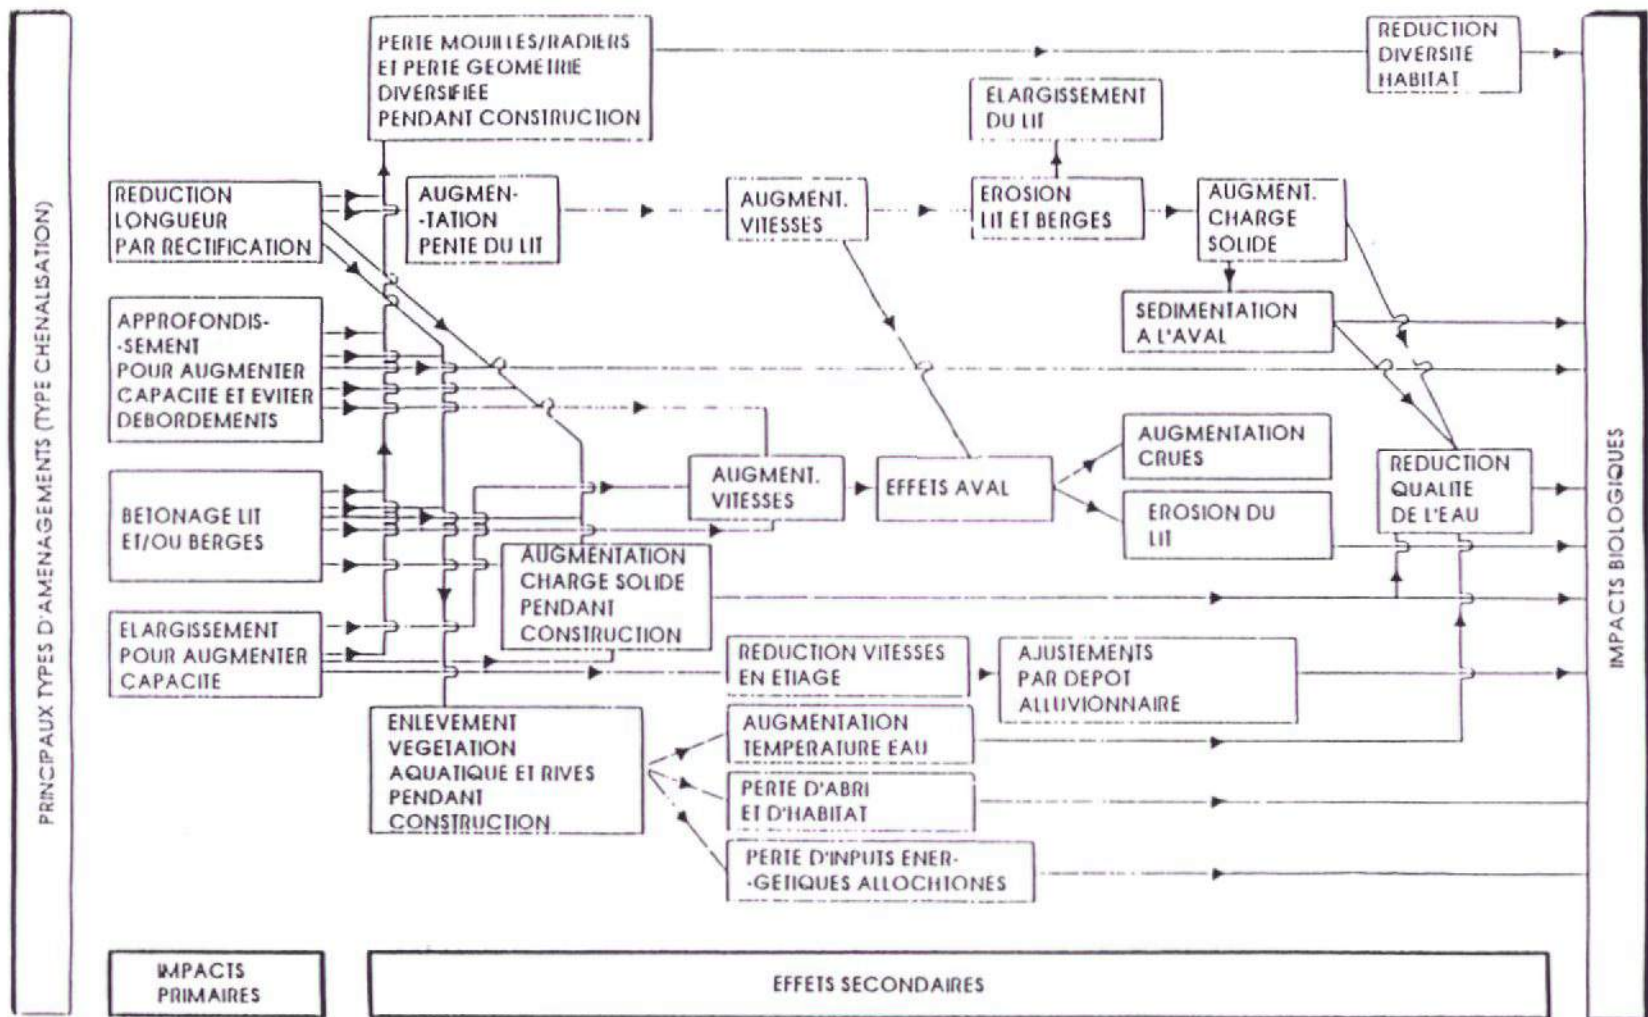 PRINCIPAUX TYPES D'AMENAGEMENTS (TYPE CHENALISATION)
PERTE MOUILLES/RADIERS
ET PERTE GEOMETRIE
DIVERSIFIEE
PENDANT CONSTRUCTION
REDUCTION
DIVERSITE
HABITAT
ELARGISSEMENT
DU LIT
REDUCTION
LONGUEUR
PAR RECTIFICATION
AUGMEN-
-TATION
PENTE DU LIT
AUGMENT.
VITESSES
EROSION
LIT ET BERGES
AUGMENT.
CHARGE
SOLIDE
SEDIMENTATION
A L'AVAL
APPROFONDIS-
-SEMENT
POUR AUGMENTER
CAPACITE ET EVITER
DEBORDEMENTS
AUGMENTATION
CRUES
BETONAGE LIT
ET/OU BERGES
AUGMENT.
VITESSES
EFFETS AVAL
EROSION DU
LIT
REDUCTION
QUALITE
DE L'EAU
AUGMENTATION
CHARGE SOLIDE
PENDANT
CONSTRUCTION
ELARGISSEMENT
POUR AUGMENTER
CAPACITE
REDUCTION VITESSES
EN ETIAGE
AJUSTEMENTS
PAR DEPOT
ALLUVIONNAIRE
ENLEVEMENT
VEGETATION
AQUATIQUE ET RIVES
PENDANT
CONSTRUCTION
AUGMENTATION
TEMPERATURE EAU
PERTE D'ABRI
ET D'HABITAT
PERTE D'INPUTS ENER-
-GETIQUES ALLOCHTONES
IMPACTS BIOLOGIQUES
IMPACTS
PRIMAIRES
EFFETS SECONDAIRES